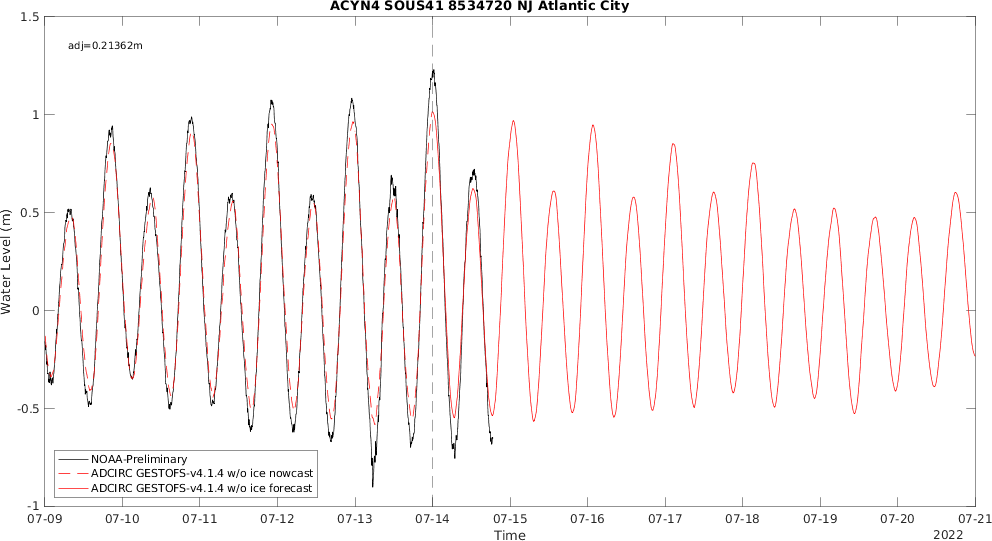 ACYN4 SOUS41 8534720 NJ Atlantic City
adj=0.21362m
Water Level (m)
1.5
1
0.5
0
-0.5
-1
NOAA-Preliminary
ADCIRC GESTOFS-v4.1.4 w/o ice nowcast
ADCIRC GESTOFS-v4.1.4 w/o ice forecast
07-09 07-10 07-11 07-12 07-13 07-14 07-15 07-16 07-17 07-18 07-19 07-20 07-21
Time
2022